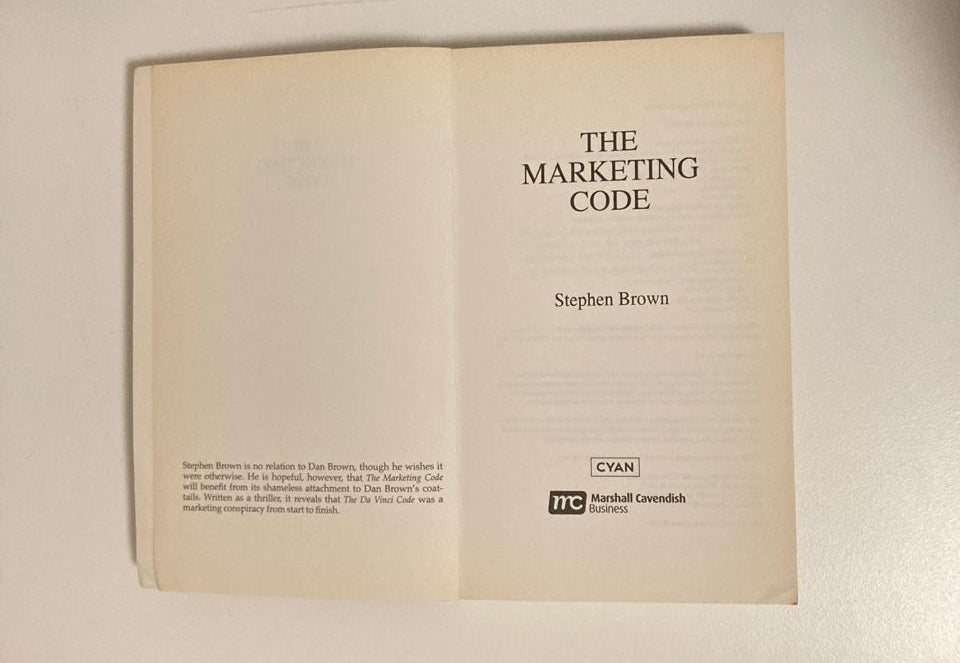 Stephen Brown is no relation to Dan Brown, though he wishes it
were otherwise. He is hopeful, however, that The Marketing Code
will benefit from its shameless attachment to Dan Brown's coat-
tails. Written as a thriller, it reveals that The Da Vinci Code was a
marketing conspiracy from start to finish.
THE
MARKETING
CODE
Stephen Brown
CYAN
mc Marshall Cavendish
Business